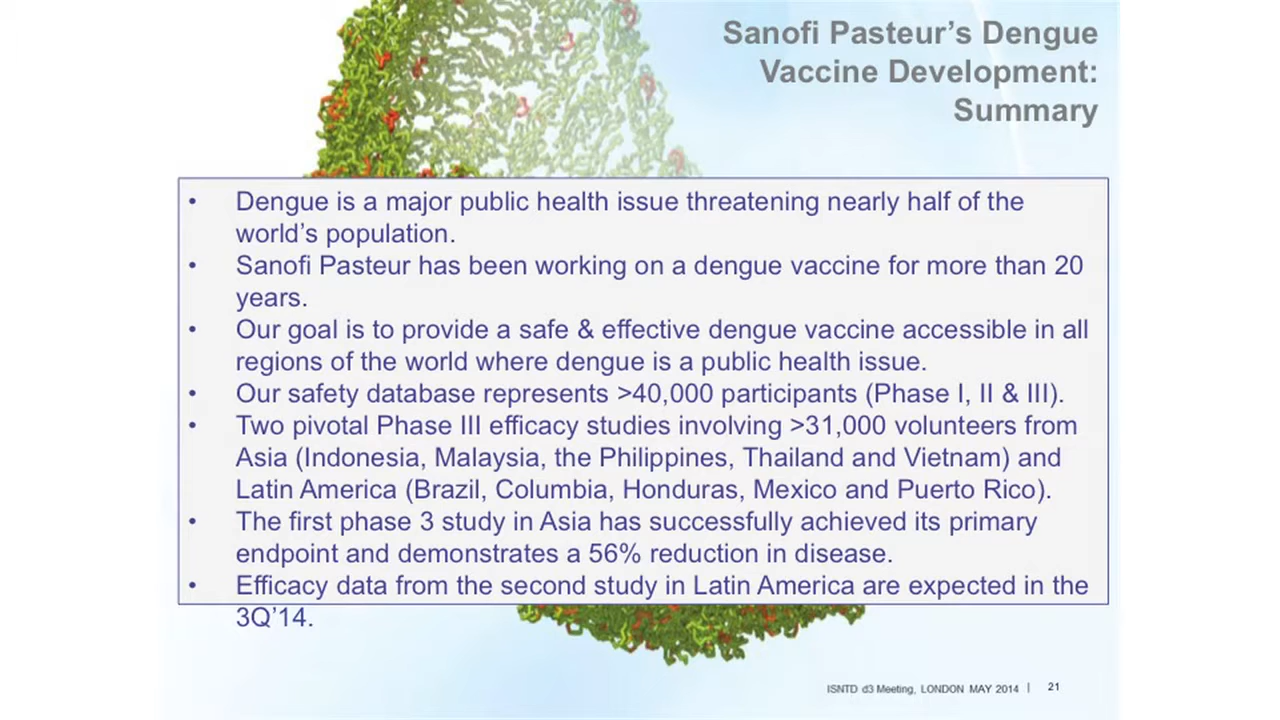 Sanofi Pasteur’s Dengue
Vaccine Development:
Summary
• Dengue is a major public health issue threatening nearly half of the
world’s population.
• Sanofi Pasteur has been working on a dengue vaccine for more than 20
years.
• Our goal is to provide a safe & effective dengue vaccine accessible in all
regions of the world where dengue is a public health issue.
• Our safety database represents >40,000 participants (Phase I, II & III).
• Two pivotal Phase III efficacy studies involving >31,000 volunteers from
Asia (Indonesia, Malaysia, the Philippines, Thailand and Vietnam) and
Latin America (Brazil, Columbia, Honduras, Mexico and Puerto Rico).
• The first phase 3 study in Asia has successfully achieved its primary
endpoint and demonstrates a 56% reduction in disease.
• Efficacy data from the second study in Latin America are expected in the
3Q’14.
ISNTD d3 Meeting, LONDON MAY 2014 | 21